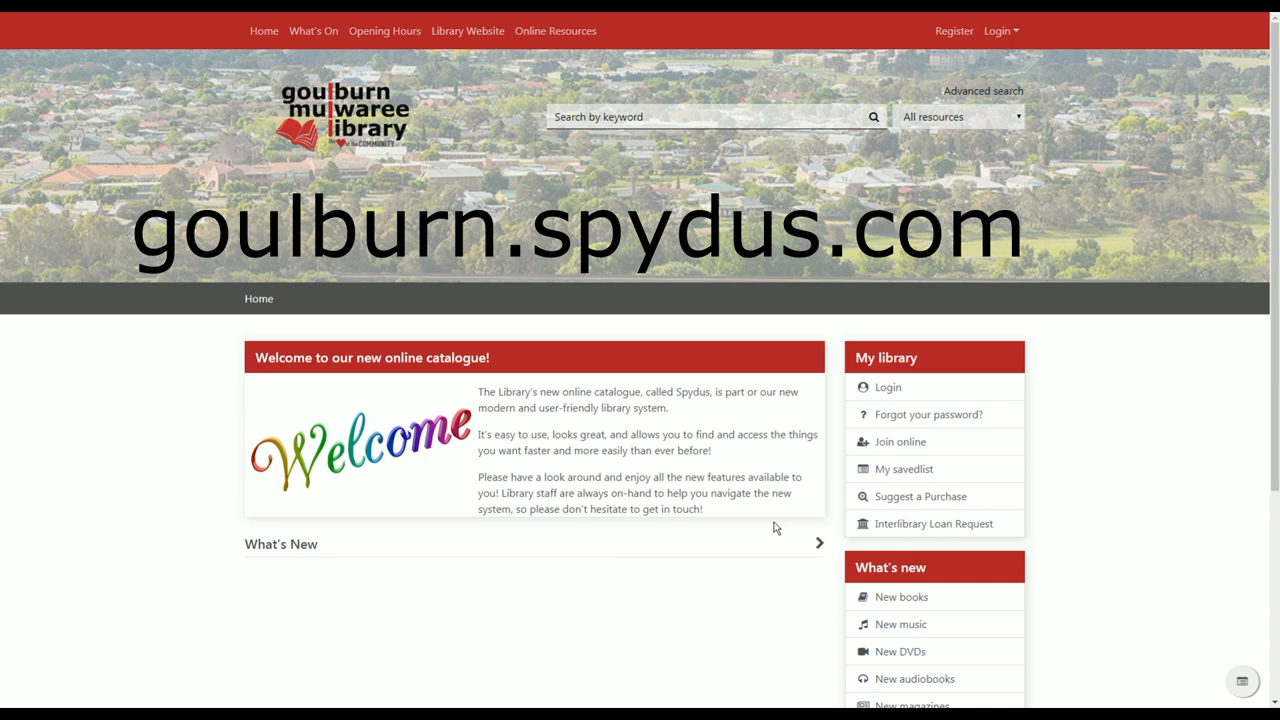 Home What's On Opening Hours Library Website Online Resources Register Login
goulburn
mulwaree
library
the of the COMMUNITY
Advanced search
Search by keyword All resources
goulburn.spydus.com
Home
Welcome to our new online catalogue!
Welcome
The Library's new online catalogue, called Spydus, is part or our new
modern and user-friendly library system.
It's easy to use, looks great, and allows you to find and access the things
you want faster and more easily than ever before!
Please have a look around and enjoy all the new features available to
you! Library staff are always on-hand to help you navigate the new
system, so please don't hesitate to get in touch!
What's New
My library
Login
? Forgot your password?
Join online
My savedlist
Suggest a Purchase
Interlibrary Loan Request
What's new
New books
New music
New DVDs
New audiobooks
New magazines